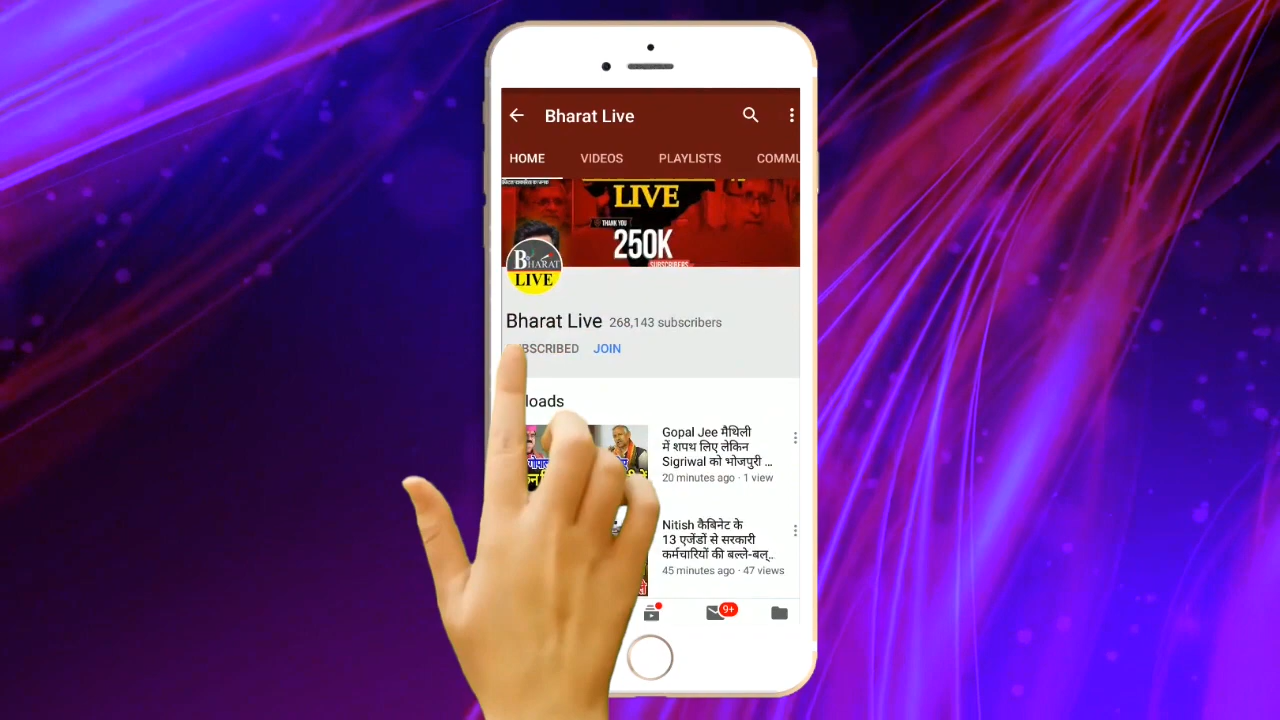 Bharat Live
HOME VIDEOS PLAYLISTS COMMU
LIVE
THANK YOU
250K
SUBSCRIBERS
BHARAT
LIVE
Bharat Live 268,143 subscribers
SUBSCRIBED JOIN
loads
Gopal Jee मैथिली
में शपथ लिए लेकिन
Sigriwal को भोजपुरी ...
20 minutes ago · 1 view
Nitish कैबिनेट के
13 एजेंडों से सरकारी
कर्मचारियों की बल्ले-बल्..
45 minutes ago · 47 views
9+